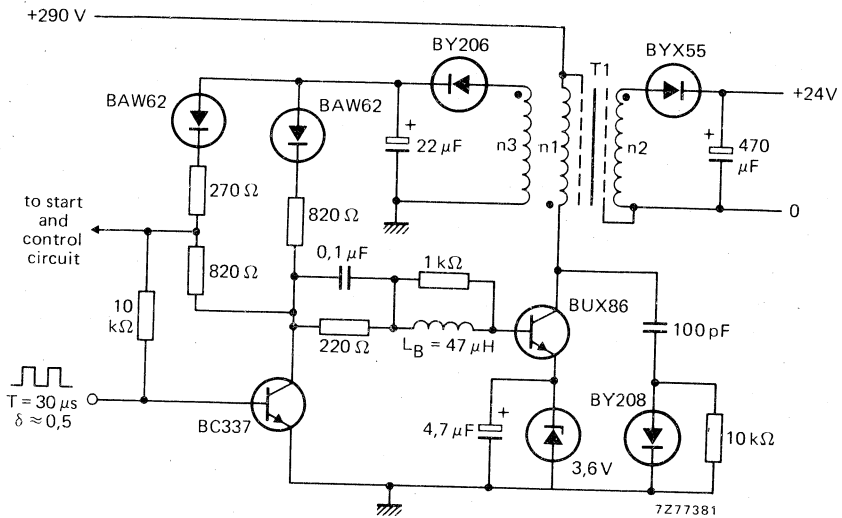 +290 V
BY206
T1
BYX55
BAW62
BAW62
+24V
+
22 µF
n3
n1
n2
+
470
µF
270 Ω
to start
and
control
circuit
820 Ω
0
820 Ω
0,1 µF
1 kΩ
10
kΩ
BUX86
100 pF
220 Ω
L_B = 47 µH
T = 30 µs
δ ≈ 0,5
BC337
+
4,7 µF
BY208
10 kΩ
3,6 V
7Z77381